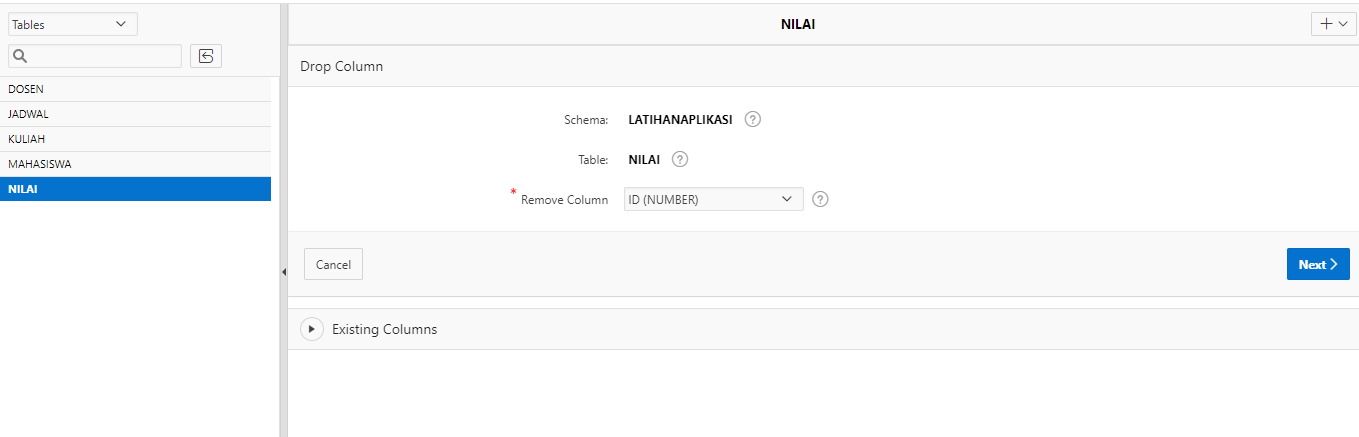 Tables
DOSEN
JADWAL
KULIAH
MAHASISWA
NILAI
NILAI
Drop Column
Schema: LATIHANAPLIKASI ?
Table: NILAI ?
* Remove Column ID (NUMBER) ?
Cancel
Next
Existing Columns